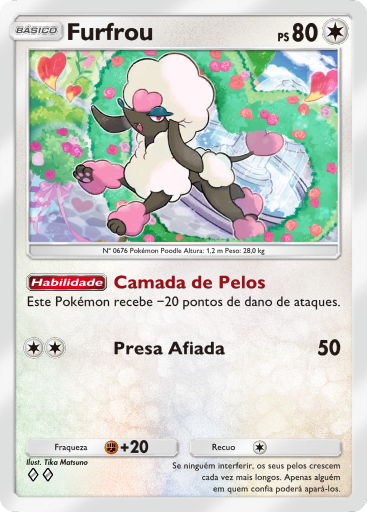 BÁSICO Furfrou PS 80
Nº 0676 Pokémon Poodle Altura: 1,2 m Peso: 28,0 kg
Habilidade Camada de Pelos
Este Pokémon recebe −20 pontos de dano de ataques.
Presa Afiada 50
Fraqueza +20 Recuo
Ilust. Tika Matsuno
Se ninguém interferir, os seus pelos crescem
cada vez mais longos. Apenas alguém
em quem confia poderá apará-los.